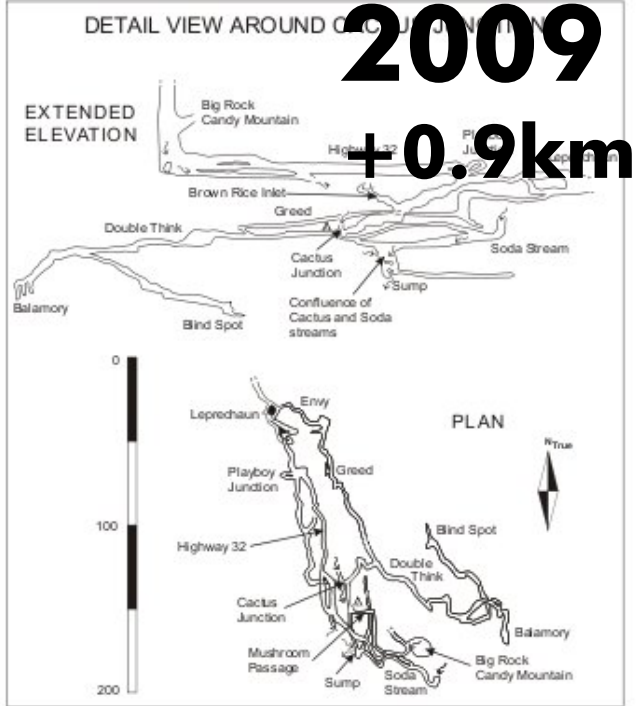 DETAIL VIEW AROUND CACTUS JUNCTION
2009
+0.9km
EXTENDED
ELEVATION
Big Rock
Candy Mountain
Highway 32
Brown Rice Inlet
Greed
Double Think
Cactus
Junction
Soda Stream
Sump
Confluence of
Cactus and Soda
streams
Balamory
Blind Spot
0
100
200
PLAN
N True
Leprechaun
Envy
Playboy
Junction
Greed
Highway 32
Blind Spot
Double
Think
Cactus
Junction
Balamory
Mushroom
Passage
Big Rock
Candy Mountain
Sump
Soda
Stream